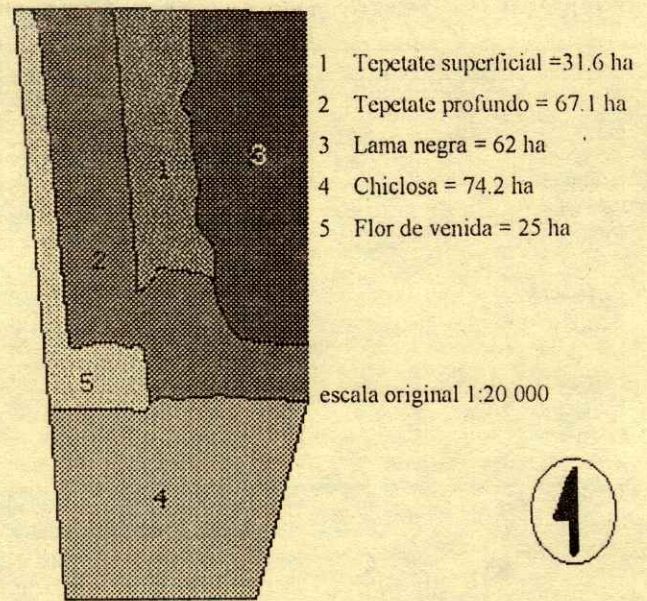 1 Tepetate superficial =31.6 ha
2 Tepetate profundo = 67.1 ha
3 Lama negra = 62 ha
4 Chiclosa = 74.2 ha
5 Flor de venida = 25 ha
1
3
2
5
escala original 1:20 000
4